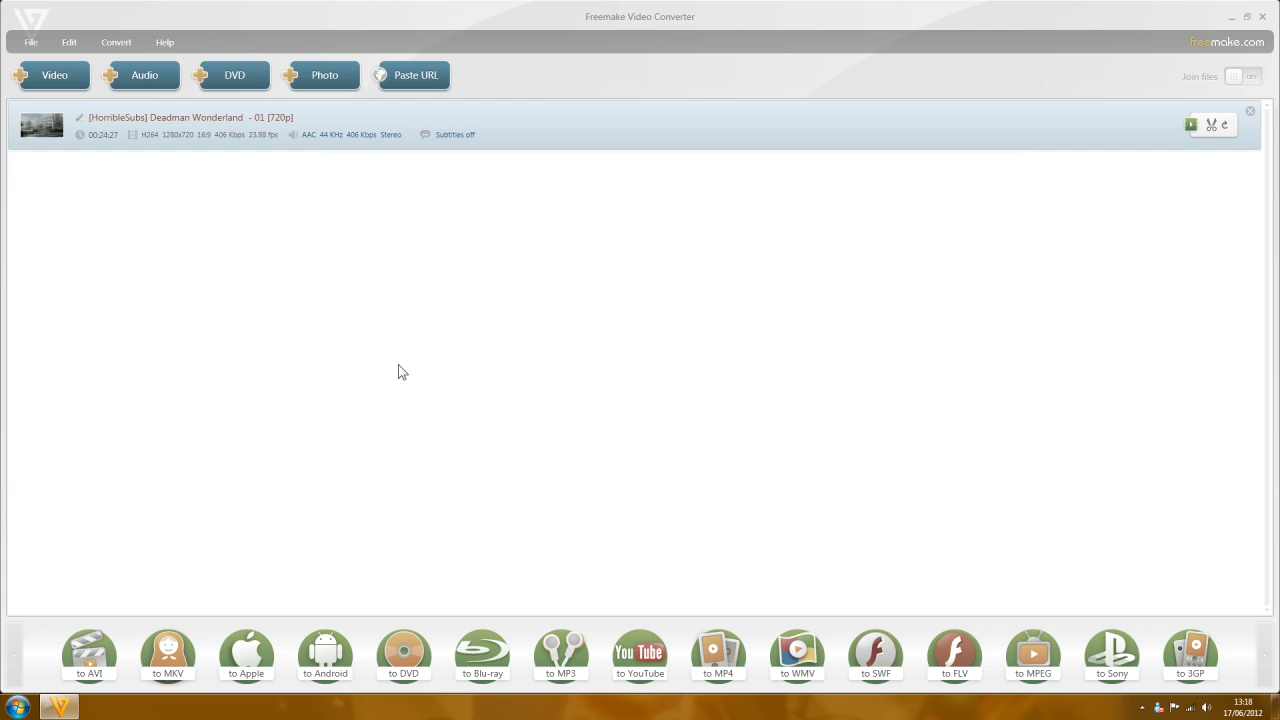 Freemake Video Converter
File Edit Convert Help
freemake.com
Video Audio DVD Photo Paste URL
Join files OFF
[HorribleSubs] Deadman Wonderland - 01 [720p]
00:24:27 H264 1280x720 16:9 406 Kbps 23.98 fps AAC 44 KHz 406 Kbps Stereo Subtitles off
to AVI to MKV to Apple to Android to DVD to Blu-ray to MP3 You Tube to YouTube to MP4 to WMV to SWF to FLV to MPEG to Sony to 3GP
13:18
17/06/2012